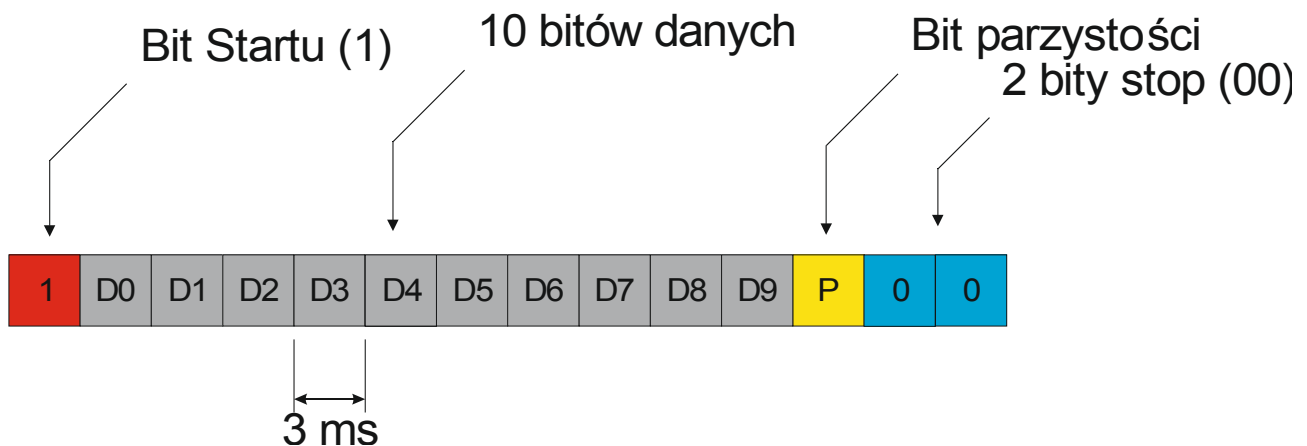 Bit Startu (1)
10 bitów danych
Bit parzystości
2 bity stop (00)
1 D0 D1 D2 D3 D4 D5 D6 D7 D8 D9 P 0 0
3 ms